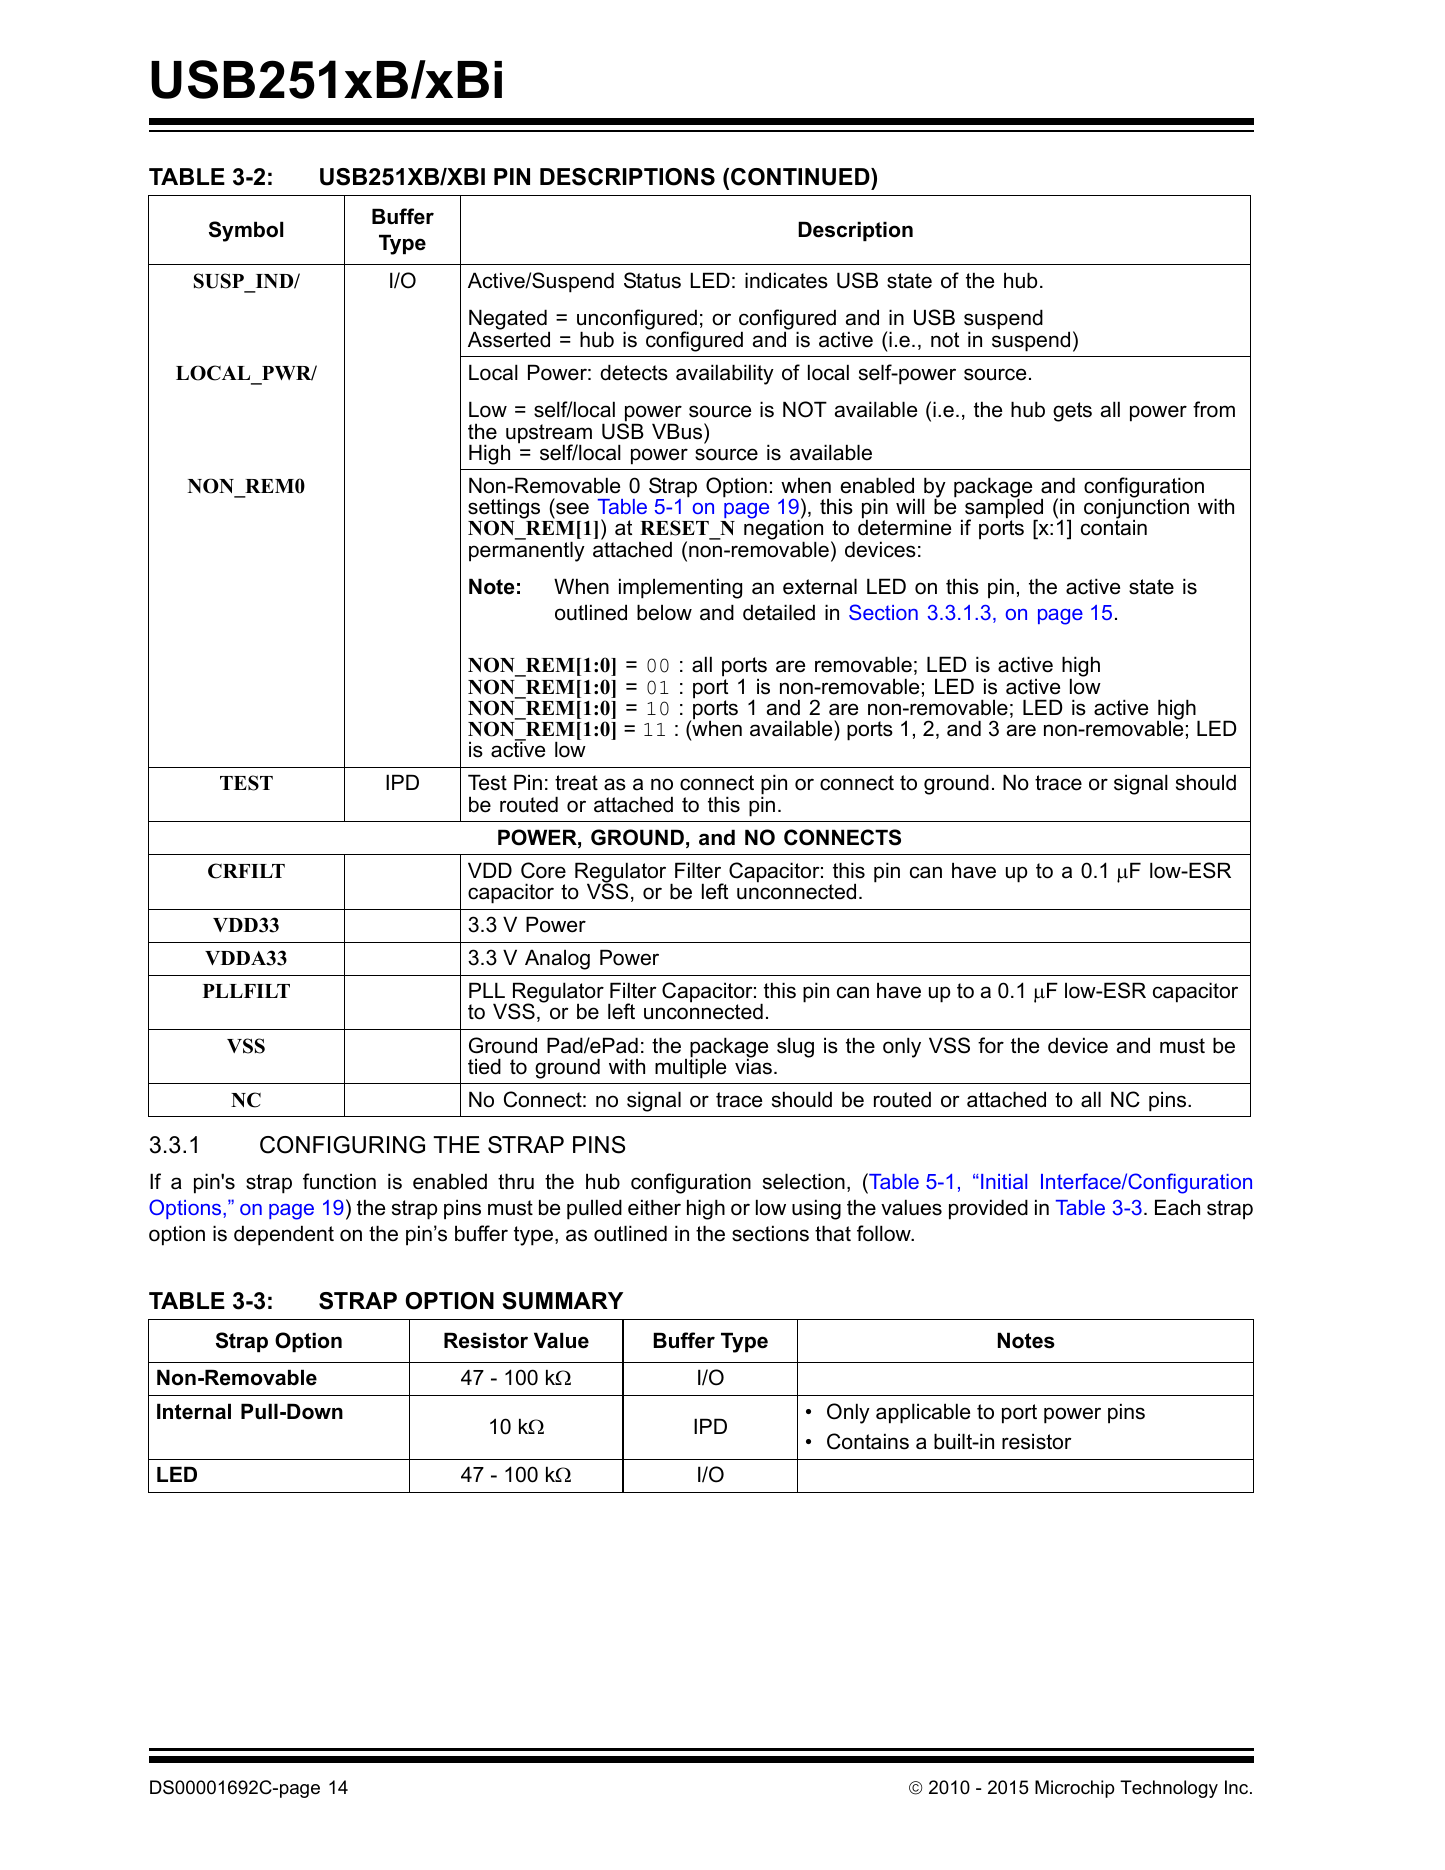 USB251xB/xBi
TABLE 3-2: USB251XB/XBI PIN DESCRIPTIONS (CONTINUED)
Symbol Buffer Type Description
SUSP_IND/ I/O Active/Suspend Status LED: indicates USB state of the hub.
Negated = unconfigured; or configured and in USB suspend
Asserted = hub is configured and is active (i.e., not in suspend)
LOCAL_PWR/ Local Power: detects availability of local self-power source.
Low = self/local power source is NOT available (i.e., the hub gets all power from
the upstream USB VBus)
High = self/local power source is available
NON_REM0 Non-Removable 0 Strap Option: when enabled by package and configuration
settings (see Table 5-1 on page 19), this pin will be sampled (in conjunction with
NON_REM[1]) at RESET_N negation to determine if ports [x:1] contain
permanently attached (non-removable) devices:
Note: When implementing an external LED on this pin, the active state is
outlined below and detailed in Section 3.3.1.3, on page 15.
NON_REM[1:0] = 00 : all ports are removable; LED is active high
NON_REM[1:0] = 01 : port 1 is non-removable; LED is active low
NON_REM[1:0] = 10 : ports 1 and 2 are non-removable; LED is active high
NON_REM[1:0] = 11 : (when available) ports 1, 2, and 3 are non-removable; LED
is active low
TEST IPD Test Pin: treat as a no connect pin or connect to ground. No trace or signal should
be routed or attached to this pin.
POWER, GROUND, and NO CONNECTS
CRFILT VDD Core Regulator Filter Capacitor: this pin can have up to a 0.1 μF low-ESR
capacitor to VSS, or be left unconnected.
VDD33 3.3 V Power
VDDA33 3.3 V Analog Power
PLLFILT PLL Regulator Filter Capacitor: this pin can have up to a 0.1 μF low-ESR capacitor
to VSS, or be left unconnected.
VSS Ground Pad/ePad: the package slug is the only VSS for the device and must be
tied to ground with multiple vias.
NC No Connect: no signal or trace should be routed or attached to all NC pins.
3.3.1 CONFIGURING THE STRAP PINS
If a pin's strap function is enabled thru the hub configuration selection, (Table 5-1, “Initial Interface/Configuration
Options,” on page 19) the strap pins must be pulled either high or low using the values provided in Table 3-3. Each strap
option is dependent on the pin’s buffer type, as outlined in the sections that follow.
TABLE 3-3: STRAP OPTION SUMMARY
Strap Option Resistor Value Buffer Type Notes
Non-Removable 47 - 100 kΩ I/O
Internal Pull-Down 10 kΩ IPD • Only applicable to port power pins
• Contains a built-in resistor
LED 47 - 100 kΩ I/O
DS00001692C-page 14 © 2010 - 2015 Microchip Technology Inc.